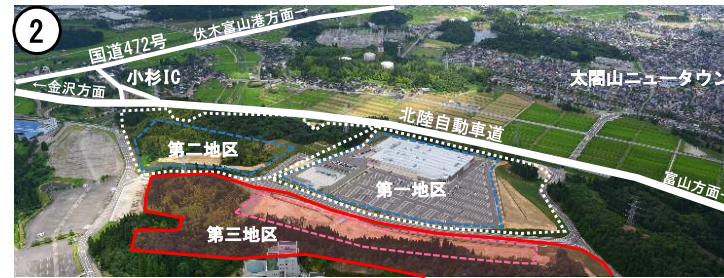 2
伏木富山港方面→
国道472号
小杉IC
←金沢方面
太閤山ニュータウン
北陸自動車道
第二地区
第一地区
富山方面→
第三地区